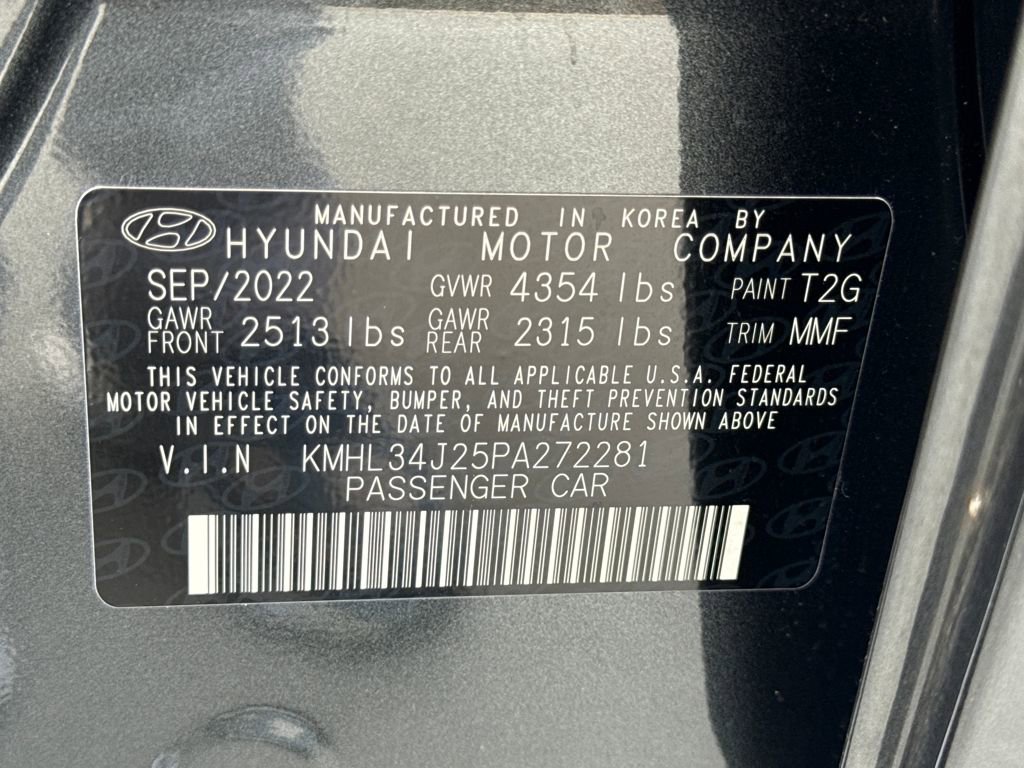 MANUFACTURED IN KOREA BY
HYUNDAI MOTOR COMPANY
SEP/2022 GVWR 4354 lbs PAINT T2G
GAWR FRONT 2513 lbs GAWR REAR 2315 lbs TRIM MMF
THIS VEHICLE CONFORMS TO ALL APPLICABLE U.S.A. FEDERAL
MOTOR VEHICLE SAFETY, BUMPER, AND THEFT PREVENTION STANDARDS
IN EFFECT ON THE DATE OF MANUFACTURE SHOWN ABOVE
V.I.N KMHL34J25PA272281
PASSENGER CAR